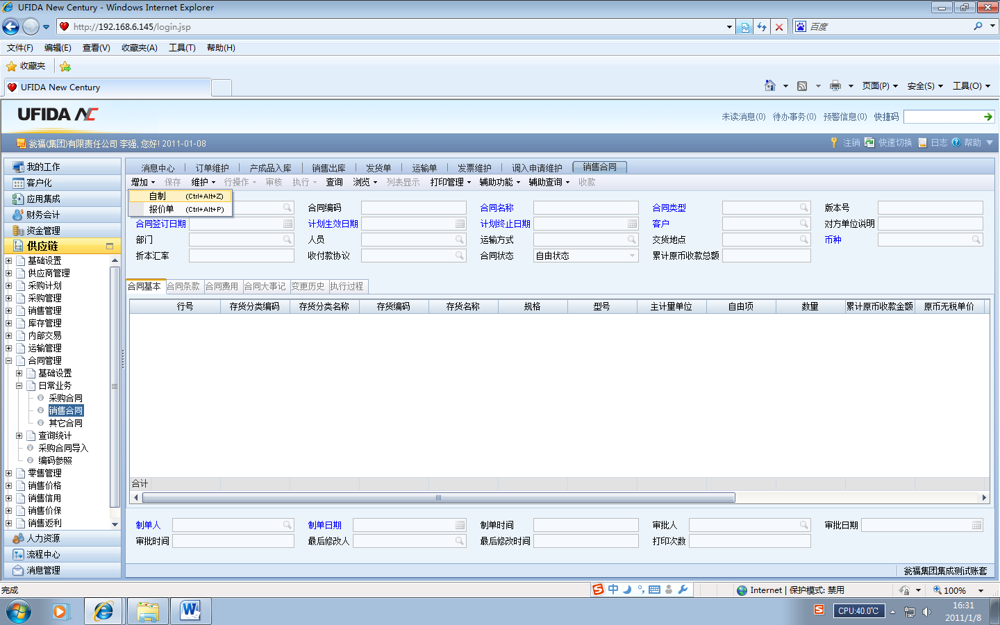 UFIDA New Century - Windows Internet Explorer
http://192.168.6.145/login.jsp
百度
文件(F) 编辑(E) 查看(V) 收藏夹(A) 工具(T) 帮助(H)
收藏夹
UFIDA New Century
页面(P) 安全(S) 工具(O)
UFIDA NC
未读消息(0) 待办事务(0) 预警信息(0) 快捷码
瓮福(集团)有限责任公司 李强, 您好! 2011-01-08
注销 快速切换 日志 帮助
我的工作
客户化
应用集成
财务会计
资金管理
供应链
基础设置
供应商管理
采购计划
采购管理
销售管理
库存管理
内部交易
运输管理
合同管理
基础设置
日常业务
采购合同
销售合同
其它合同
查询统计
采购合同导入
编码参照
零售管理
销售价格
销售信用
销售价保
销售返利
人力资源
流程中心
消息管理
消息中心 订单维护 产成品入库 销售出库 发货单 运输单 发票维护 调入申请维护 销售合同
增加 保存 维护 行操作 审核 执行 查询 浏览 列表显示 打印管理 辅助功能 辅助查询 收款
自制 (Ctrl+Alt+Z)
报价单 (Ctrl+Alt+P)
合同编码 合同名称 合同类型 版本号
合同签订日期 计划生效日期 计划终止日期 客户 对方单位说明
部门 人员 运输方式 交货地点 币种
折本汇率 收付款协议 合同状态 自由状态 累计原币收款总额
合同基本 合同条款 合同费用 合同大事记 变更历史 执行过程
行号 存货分类编码 存货分类名称 存货编码 存货名称 规格 型号 主计量单位 自由项 数量 累计原币收款金额 原币无税单价
合计
制单人 制单日期 制单时间 审批人 审批日期
审批时间 最后修改人 最后修改时间 打印次数
瓮福集团集成测试账套
完成
中
Internet | 保护模式: 禁用
100%
CPU:40.0℃
16:31
2011/1/8